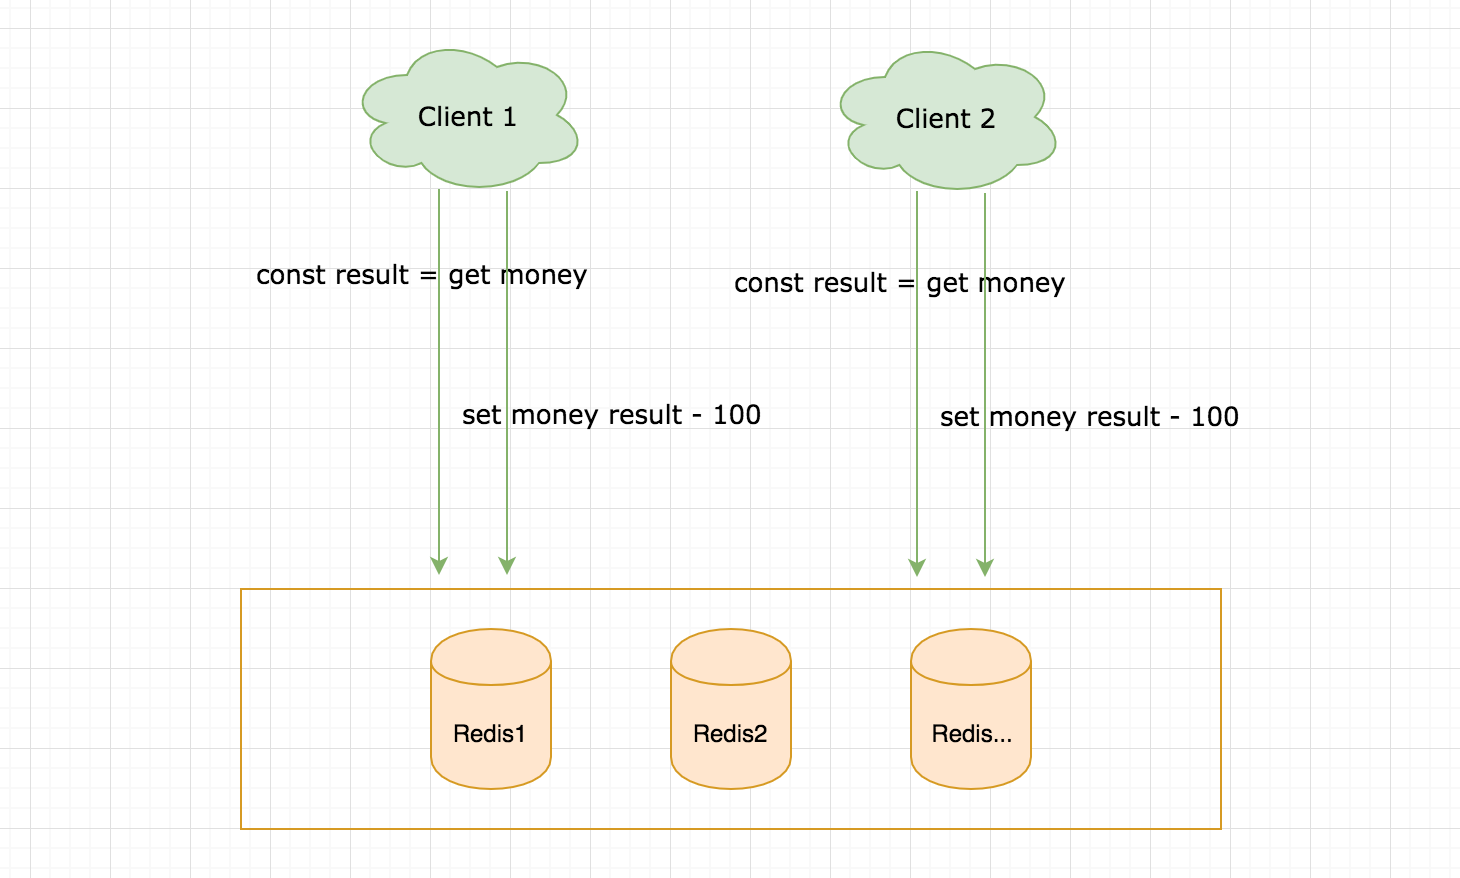 Client 1
Client 2
const result = get money
const result = get money
set money result - 100
set money result - 100
Redis1
Redis2
Redis...